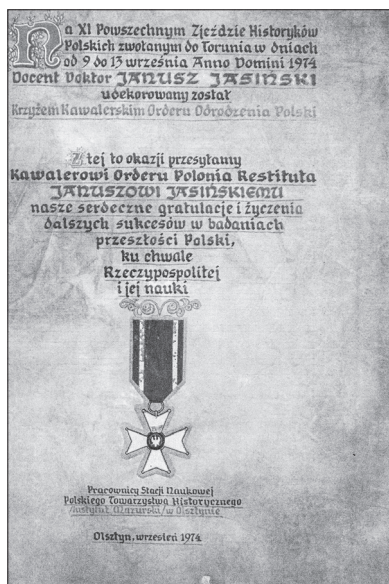 Na XI Powszechnym Zjeździe Historyków
Polskich zwołanym do Torunia w dniach
od 9 do 13 września Anno Domini 1974
Docent Doktor JANUSZ JASIŃSKI
udekorowany został
Krzyżem Kawalerskim Orderu Odrodzenia Polski
Z tej to okazji przesyłamy
Kawalerowi Orderu Polonia Restituta
JANUSZOWI JASIŃSKIEMU
nasze serdeczne gratulacje i życzenia
dalszych sukcesów w badaniach
przeszłości Polski,
ku chwale
Rzeczypospolitej
i jej nauki
Pracownicy Stacji Naukowej
Polskiego Towarzystwa Historycznego
/Instytut Mazurski/ w Olsztynie
Olsztyn, wrzesień 1974